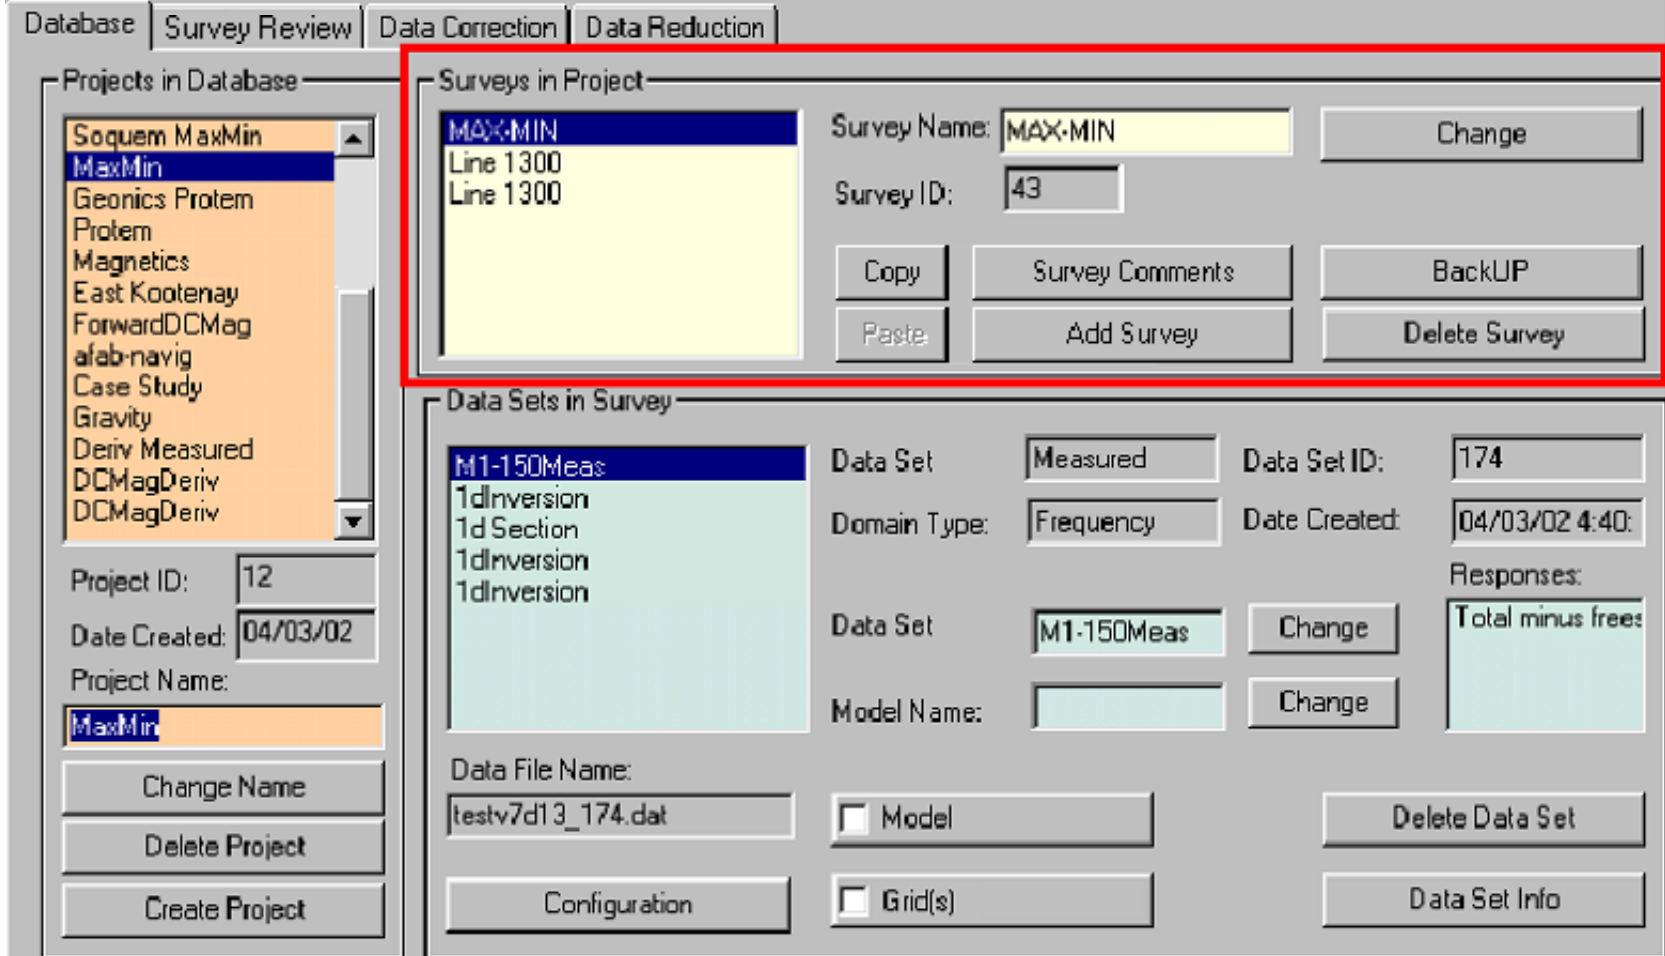 Database
Survey Review
Data Correction
Data Reduction
Projects in Database
Soquem MaxMin
MaxMin
Geonics Protem
Protem
Magnetics
East Kootenay
ForwardDCMag
afab-navig
Case Study
Gravity
Deriv Measured
DCMagDeriv
DCMagDeriv
Project ID: 12
Date Created: 04/03/02
Project Name:
MaxMin
Change Name
Delete Project
Create Project
Surveys in Project
MAX-MIN
Line 1300
Line 1300
Survey Name: MAX-MIN
Change
Survey ID: 43
Copy
Survey Comments
BackUP
Paste
Add Survey
Delete Survey
Data Sets in Survey
M1-150Meas
1dInversion
1d Section
1dInversion
1dInversion
Data Set Measured
Data Set ID: 174
Domain Type: Frequency
Date Created: 04/03/02 4:40:
Responses:
Total minus frees
Data Set M1-150Meas
Change
Model Name:
Change
Data File Name:
testv7d13_174.dat
Model
Delete Data Set
Configuration
Grid(s)
Data Set Info